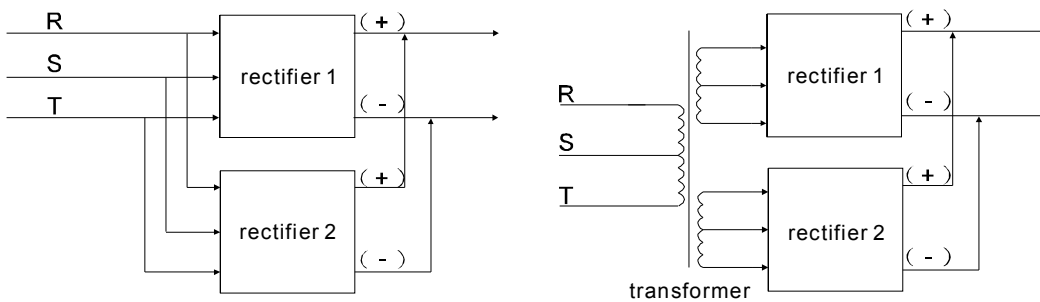 R
S
T
rectifier 1
(+)
(-)
rectifier 2
(+)
(-)
R
S
T
transformer
rectifier 1
(+)
(-)
rectifier 2
(+)
(-)